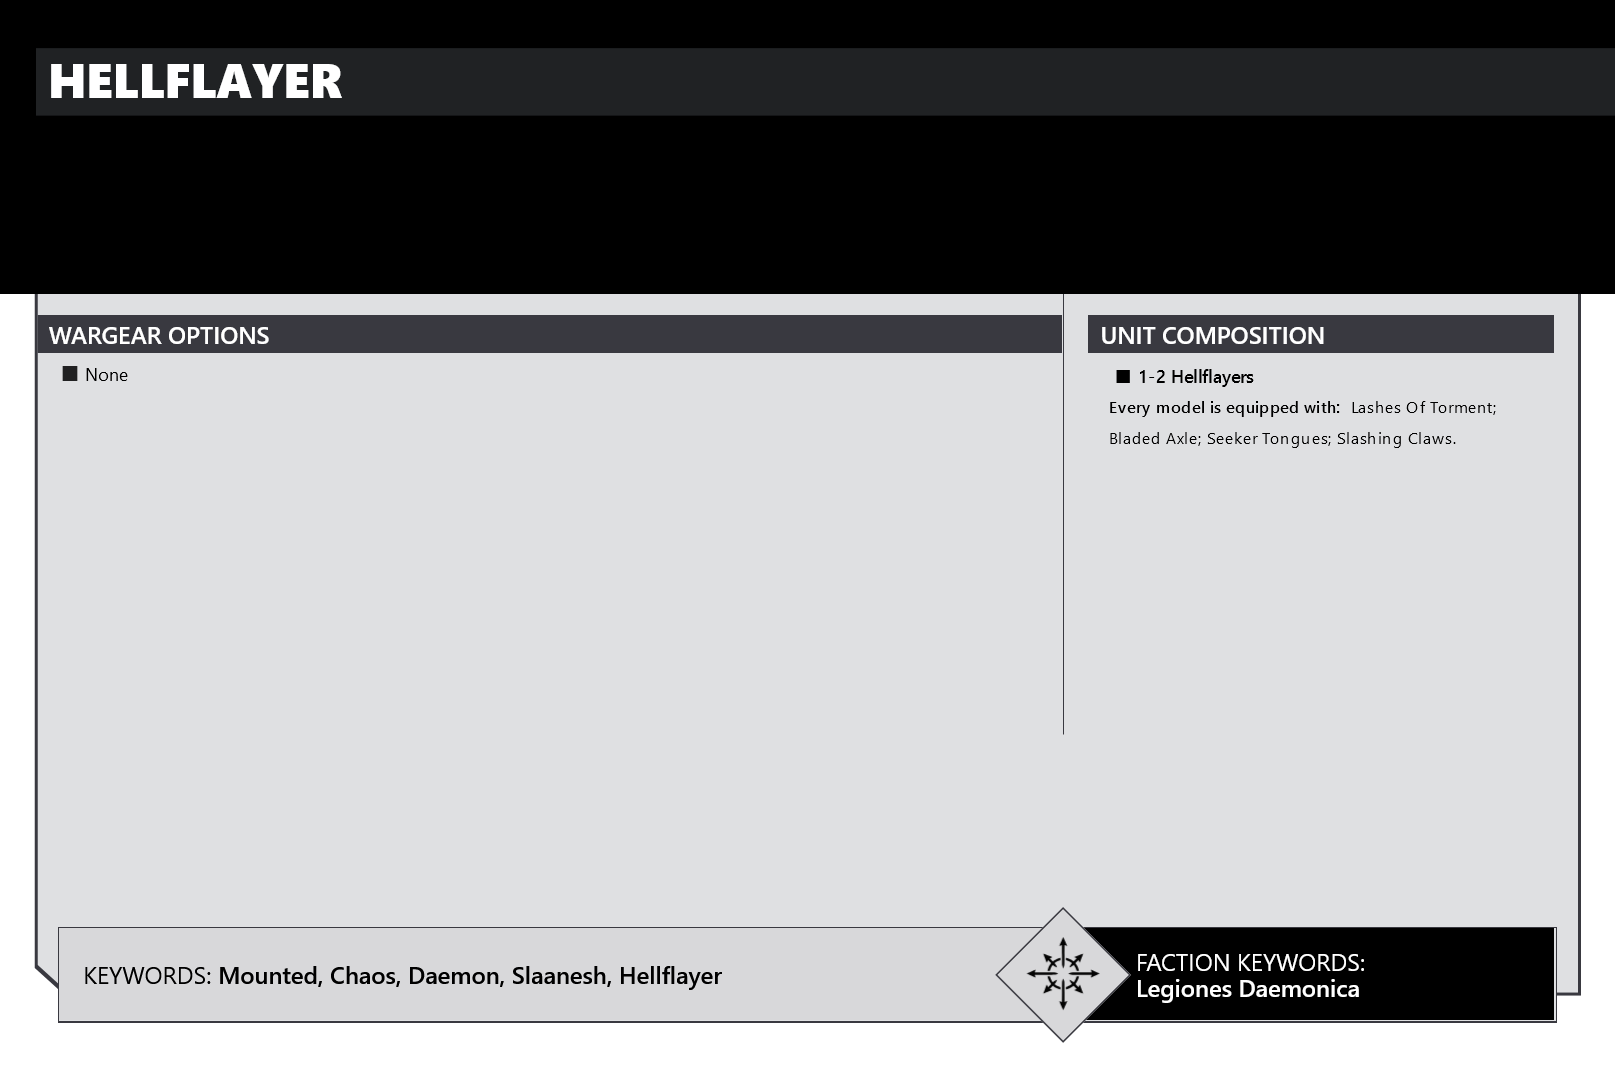 HELLFLAYER
WARGEAR OPTIONS
■ None
UNIT COMPOSITION
■ 1-2 Hellflayers
Every model is equipped with: Lashes Of Torment;
Bladed Axle; Seeker Tongues; Slashing Claws.
KEYWORDS: Mounted, Chaos, Daemon, Slaanesh, Hellflayer
FACTION KEYWORDS:
Legiones Daemonica